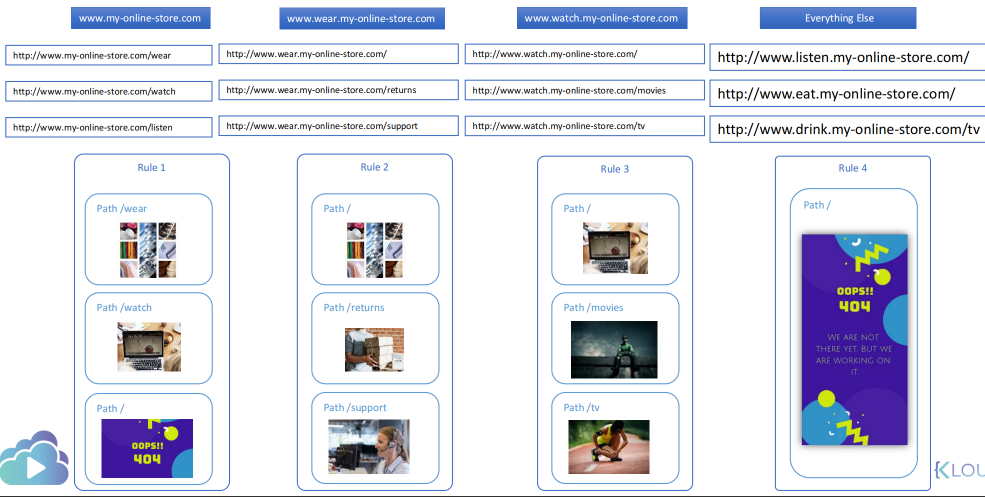 www.my-online-store.com
www.wear.my-online-store.com
www.watch.my-online-store.com
Everything Else
http://www.my-online-store.com/wear
http://www.wear.my-online-store.com/
http://www.watch.my-online-store.com/
http://www.listen.my-online-store.com/
http://www.my-online-store.com/watch
http://www.wear.my-online-store.com/returns
http://www.watch.my-online-store.com/movies
http://www.eat.my-online-store.com/
http://www.my-online-store.com/listen
http://www.wear.my-online-store.com/support
http://www.watch.my-online-store.com/tv
http://www.drink.my-online-store.com/tv
Rule 1
Path /wear
Path /watch
Path /
OOPS!!
404
Rule 2
Path /
Path /returns
Path /support
Rule 3
Path /
Path /movies
Path /tv
Rule 4
Path /
OOPS!!
404
WE ARE NOT
THERE YET. BUT WE
ARE WORKING ON
IT.
{KLOU